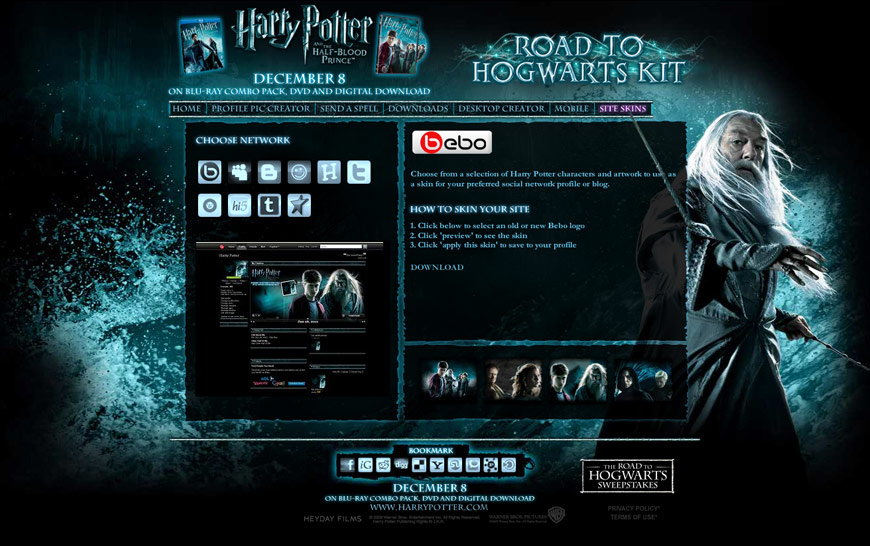 Harry Potter
AND THE
HALF-BLOOD
PRINCE™
DECEMBER 8
ON BLU-RAY COMBO PACK, DVD AND DIGITAL DOWNLOAD
ROAD TO
HOGWARTS KIT
HOME | PROFILE PIC CREATOR | SEND A SPELL | DOWNLOADS | DESKTOP CREATOR | MOBILE | SITE SKINS
CHOOSE NETWORK
hi5
Harry Potter
bebo
Choose from a selection of Harry Potter characters and artwork to use as
a skin for your preferred social network profile or blog.
HOW TO SKIN YOUR SITE
1. Click below to select an old or new Bebo logo
2. Click 'preview' to see the skin
3. Click 'apply this skin' to save to your profile
DOWNLOAD
BOOKMARK
DECEMBER 8
ON BLU-RAY COMBO PACK, DVD AND DIGITAL DOWNLOAD
WWW.HARRYPOTTER.COM
HEYDAY FILMS
THE ROAD TO
HOGWARTS
SWEEPSTAKES
PRIVACY POLICY
TERMS OF USE